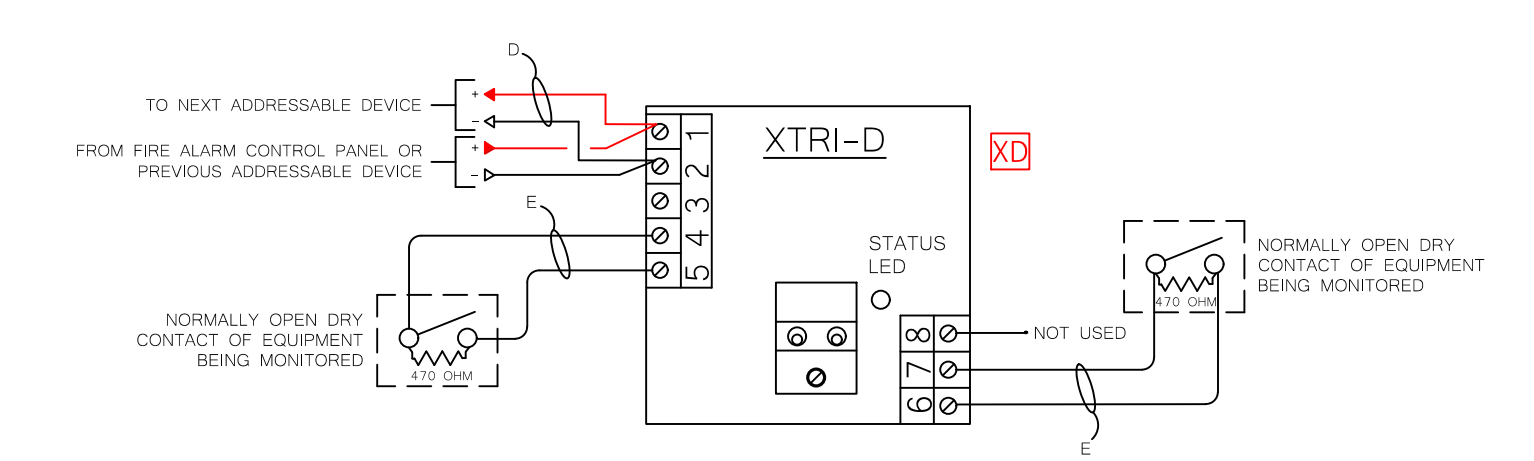 D
TO NEXT ADDRESSABLE DEVICE
+
-
FROM FIRE ALARM CONTROL PANEL OR
PREVIOUS ADDRESSABLE DEVICE
+
-
XTRI-D
XD
1
2
3
4
5
E
STATUS
LED
NORMALLY OPEN DRY
CONTACT OF EQUIPMENT
BEING MONITORED
470 OHM
NORMALLY OPEN DRY
CONTACT OF EQUIPMENT
BEING MONITORED
470 OHM
8
7
6
NOT USED
E